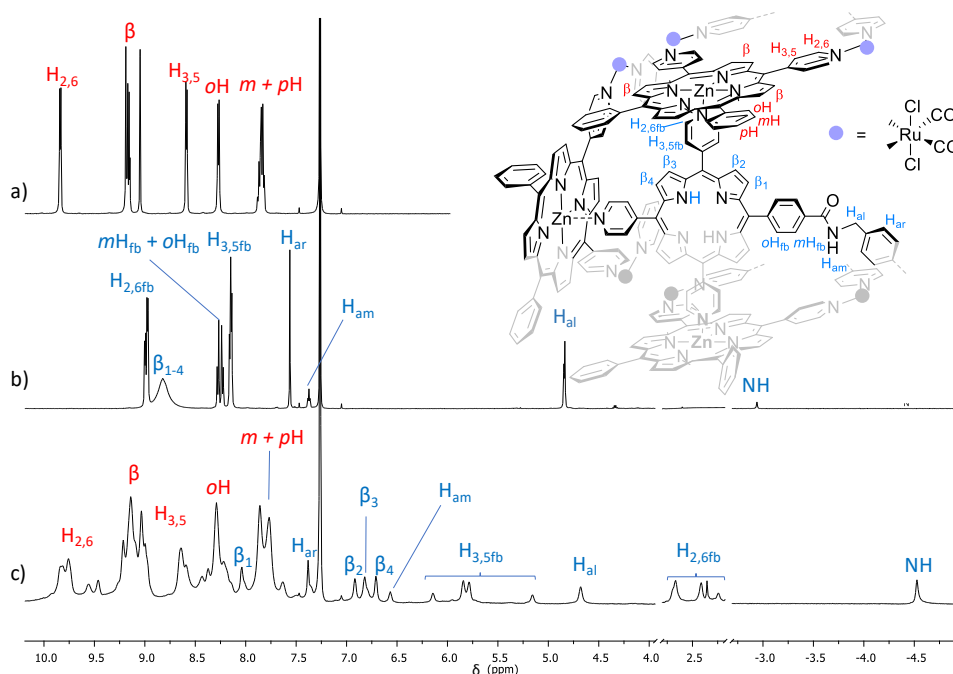 a)
H2,6
β
H3,5
oH
m + pH
b)
H2,6fb
β1-4
mHfb + oHfb
H3,5fb
Har
Ham
Hal
NH
c)
H2,6
β
H3,5
oH
β1
m + pH
Har
β2
β3
β4
Ham
H3,5fb
Hal
H2,6fb
NH
10.0 9.5 9.0 8.5 8.0 7.5 7.0 6.5 6.0 5.5 5.0 4.5 4.0 2.5 -3.0 -3.5 -4.0 -4.5
δ (ppm)
N
N
N
N
N
N
H3,5
H2,6
N
β
β
N
N
Zn
N
N
β
β
oH
mH
pH
H2,6fb
N
H3,5fb
β3
β2
β4
β1
N
NH
N
HN
N
N
Zn
N
N
N
N
O
N
H
Hal
Har
oHfb
mHfb
Ham
N
N
N
N
N
N
Zn
N
N
N
=
Cl
Ru
CO
CO
Cl